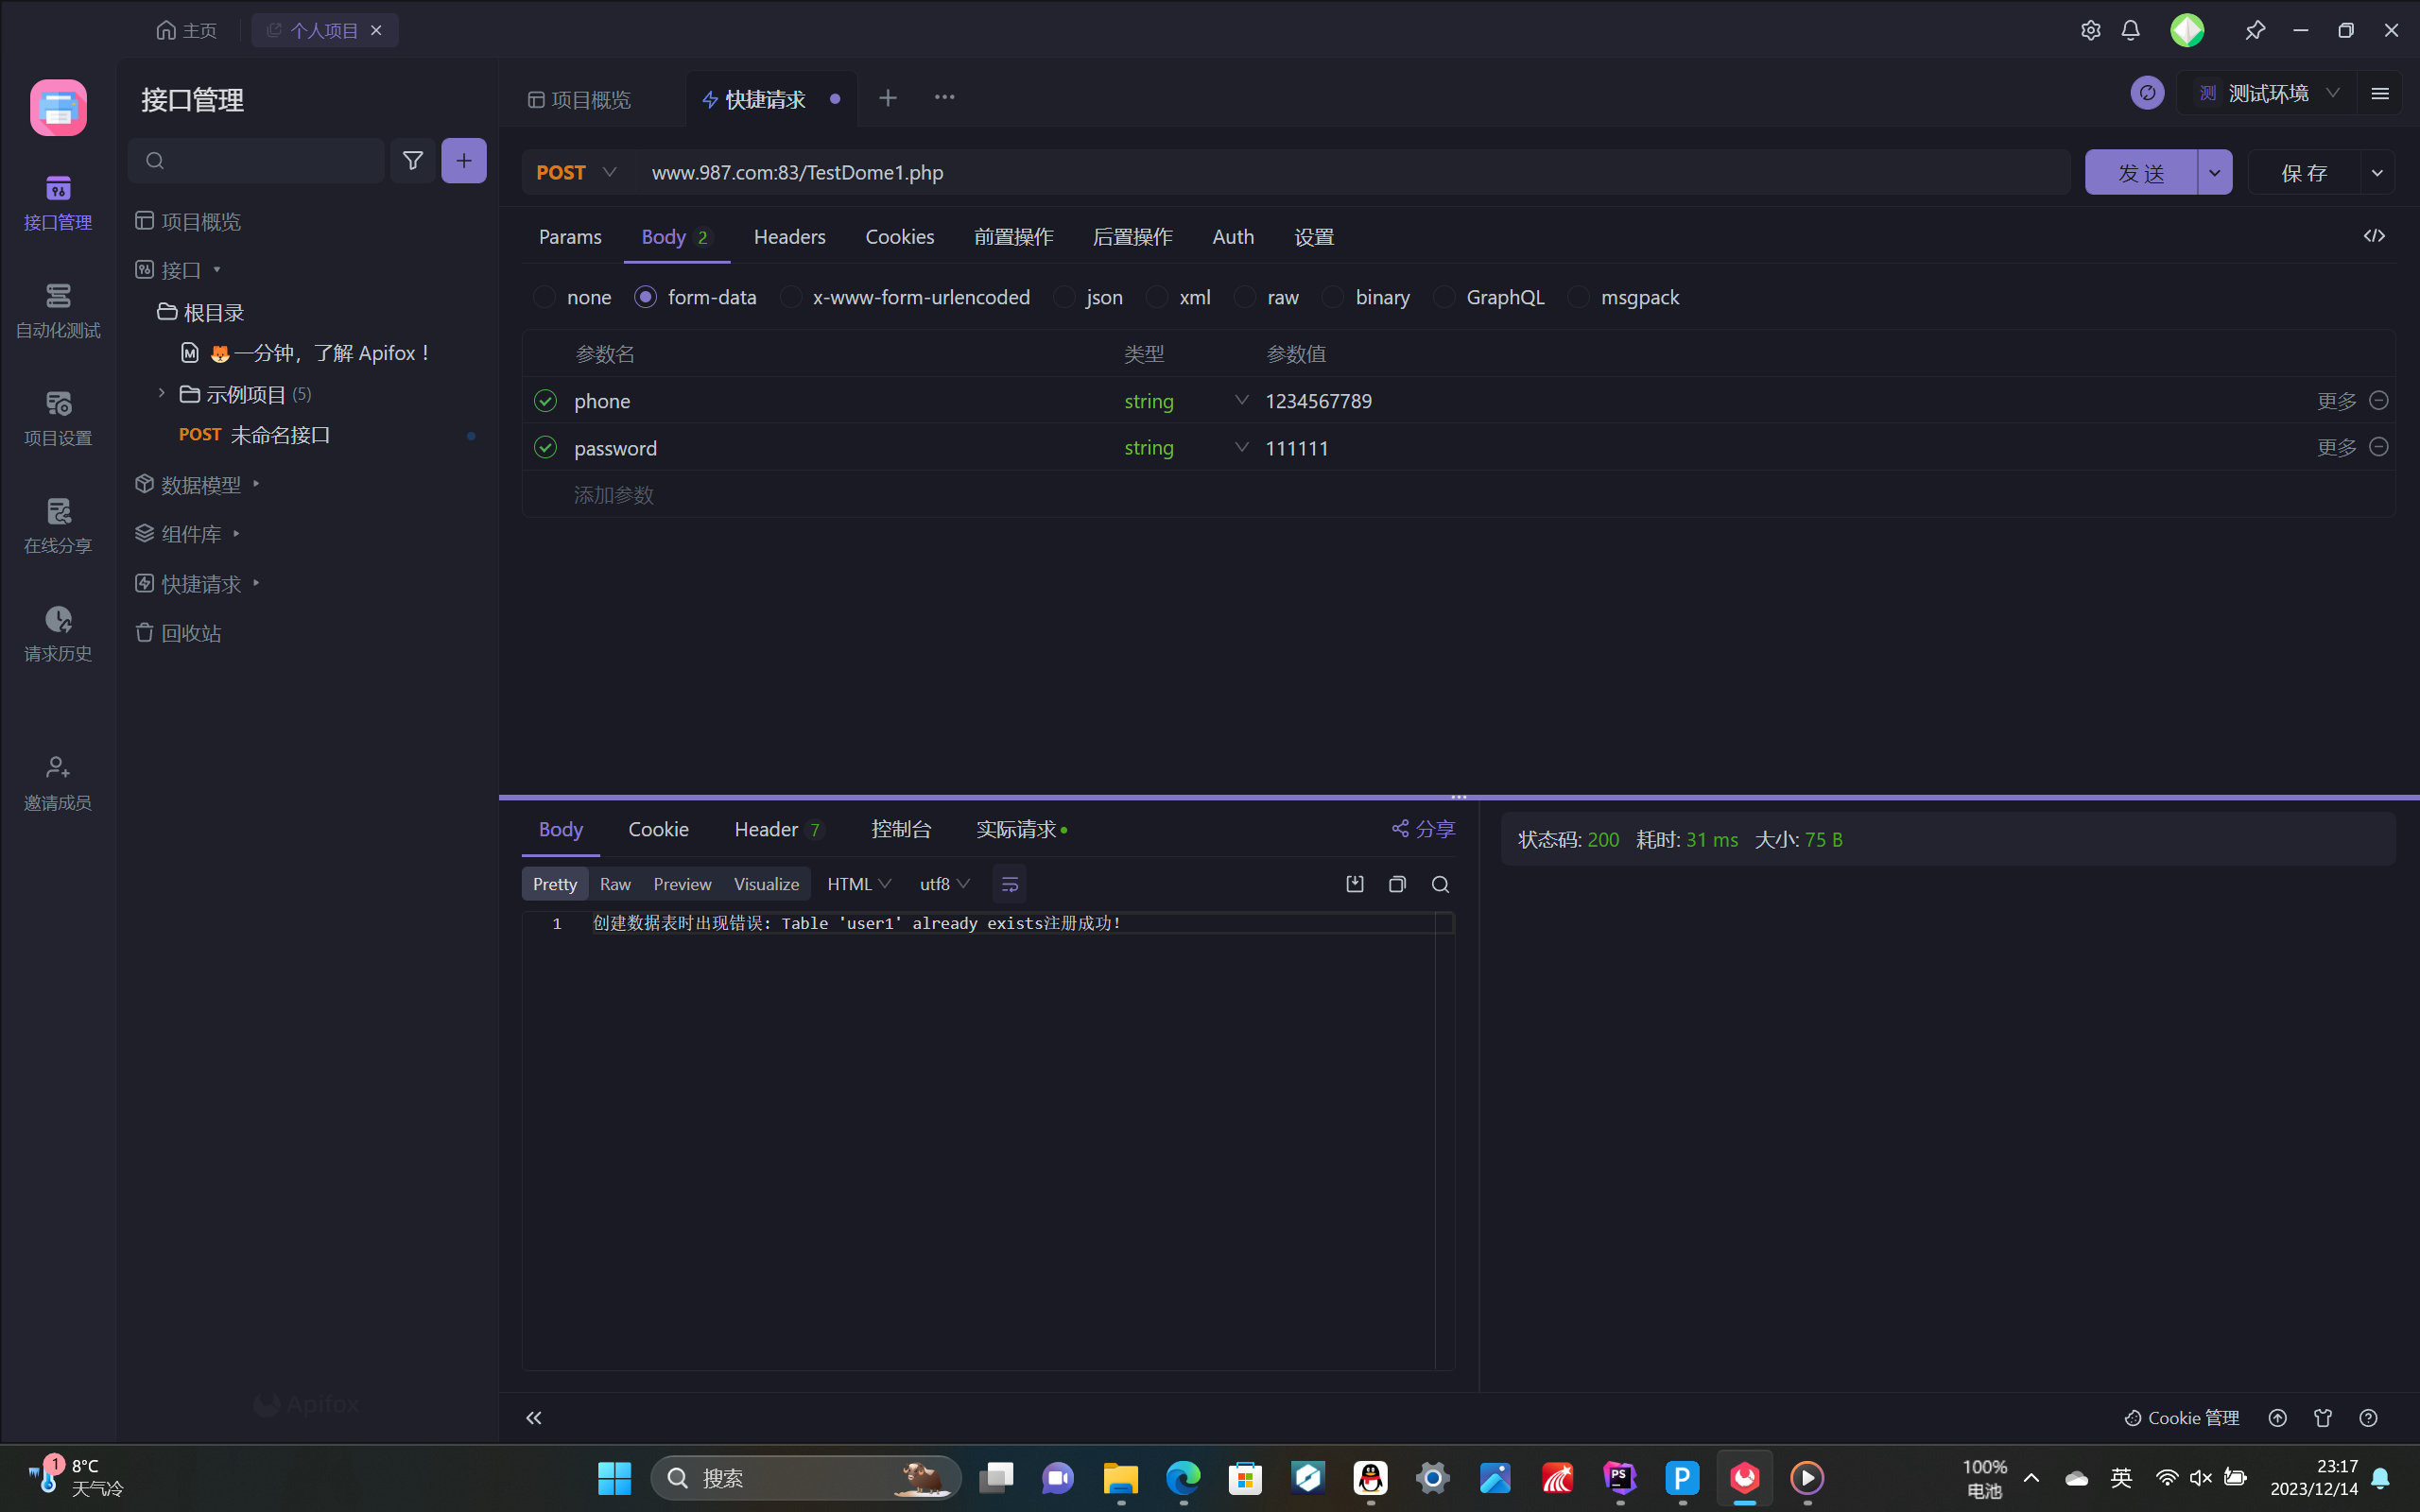 主页
个人项目
接口管理
自动化测试
项目设置
在线分享
请求历史
邀请成员
接口管理
项目概览
接口
根目录
一分钟，了解 Apifox！
示例项目 (5)
POST 未命名接口
数据模型
组件库
快捷请求
回收站
Apifox
项目概览
快捷请求
测 测试环境
POST www.987.com:83/TestDome1.php
发 送
保 存
Params Body 2 Headers Cookies 前置操作 后置操作 Auth 设置
none form-data x-www-form-urlencoded json xml raw binary GraphQL msgpack
参数名 类型 参数值
phone string 1234567789 更多
password string 111111 更多
添加参数
Body Cookie Header 7 控制台 实际请求 分享
Pretty Raw Preview Visualize HTML utf8
1 创建数据表时出现错误: Table 'user1' already exists注册成功!
状态码: 200 耗时: 31 ms 大小: 75 B
Cookie 管理
1
8°C
天气冷
搜索
PS
P
100%
电池
英
23:17
2023/12/14